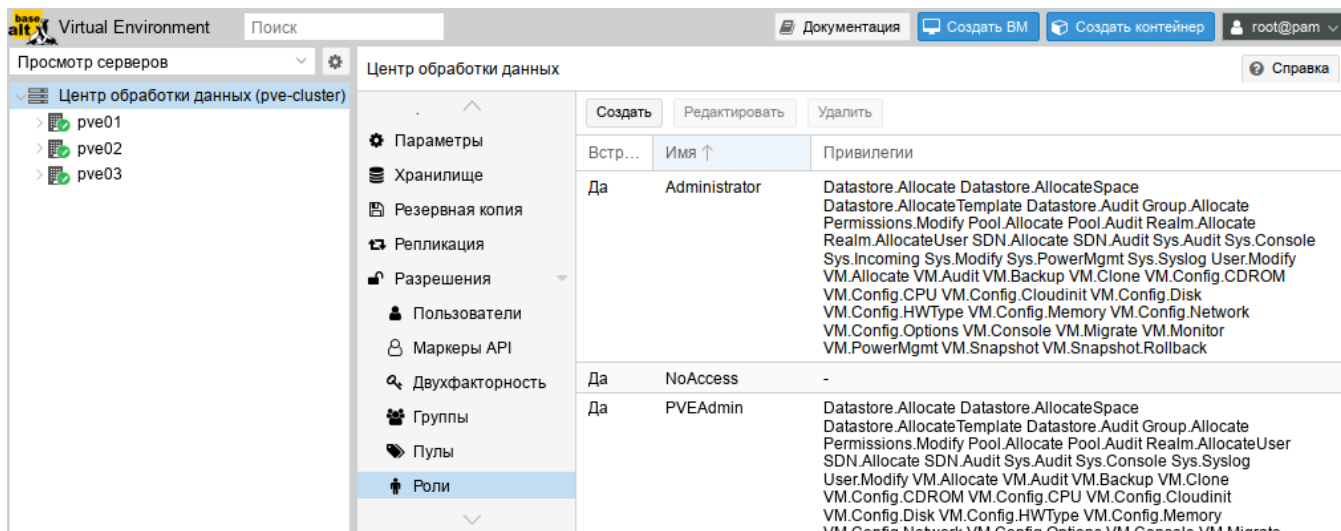 base
alt Virtual Environment Поиск Документация Создать ВМ Создать контейнер root@pam
Просмотр серверов
Центр обработки данных Справка
Центр обработки данных (pve-cluster)
pve01
pve02
pve03
Параметры
Хранилище
Резервная копия
Репликация
Разрешения
Пользователи
Маркеры API
Двухфакторность
Группы
Пулы
Роли
Создать Редактировать Удалить
Встр... Имя ↑ Привилегии
Да Administrator Datastore.Allocate Datastore.AllocateSpace
Datastore.AllocateTemplate Datastore.Audit Group.Allocate
Permissions.Modify Pool.Allocate Pool.Audit Realm.Allocate
Realm.AllocateUser SDN.Allocate SDN.Audit Sys.Audit Sys.Console
Sys.Incoming Sys.Modify Sys.PowerMgmt Sys.Syslog User.Modify
VM.Allocate VM.Audit VM.Backup VM.Clone VM.Config.CDROM
VM.Config.CPU VM.Config.Cloudinit VM.Config.Disk
VM.Config.HWType VM.Config.Memory VM.Config.Network
VM.Config.Options VM.Console VM.Migrate VM.Monitor
VM.PowerMgmt VM.Snapshot VM.Snapshot.Rollback
Да NoAccess -
Да PVEAdmin Datastore.Allocate Datastore.AllocateSpace
Datastore.AllocateTemplate Datastore.Audit Group.Allocate
Permissions.Modify Pool.Allocate Pool.Audit Realm.AllocateUser
SDN.Allocate SDN.Audit Sys.Audit Sys.Console Sys.Syslog
User.Modify VM.Allocate VM.Audit VM.Backup VM.Clone
VM.Config.CDROM VM.Config.CPU VM.Config.Cloudinit
VM.Config.Disk VM.Config.HWType VM.Config.Memory
VM.Config.Network VM.Config.Options VM.Console VM.Migrate